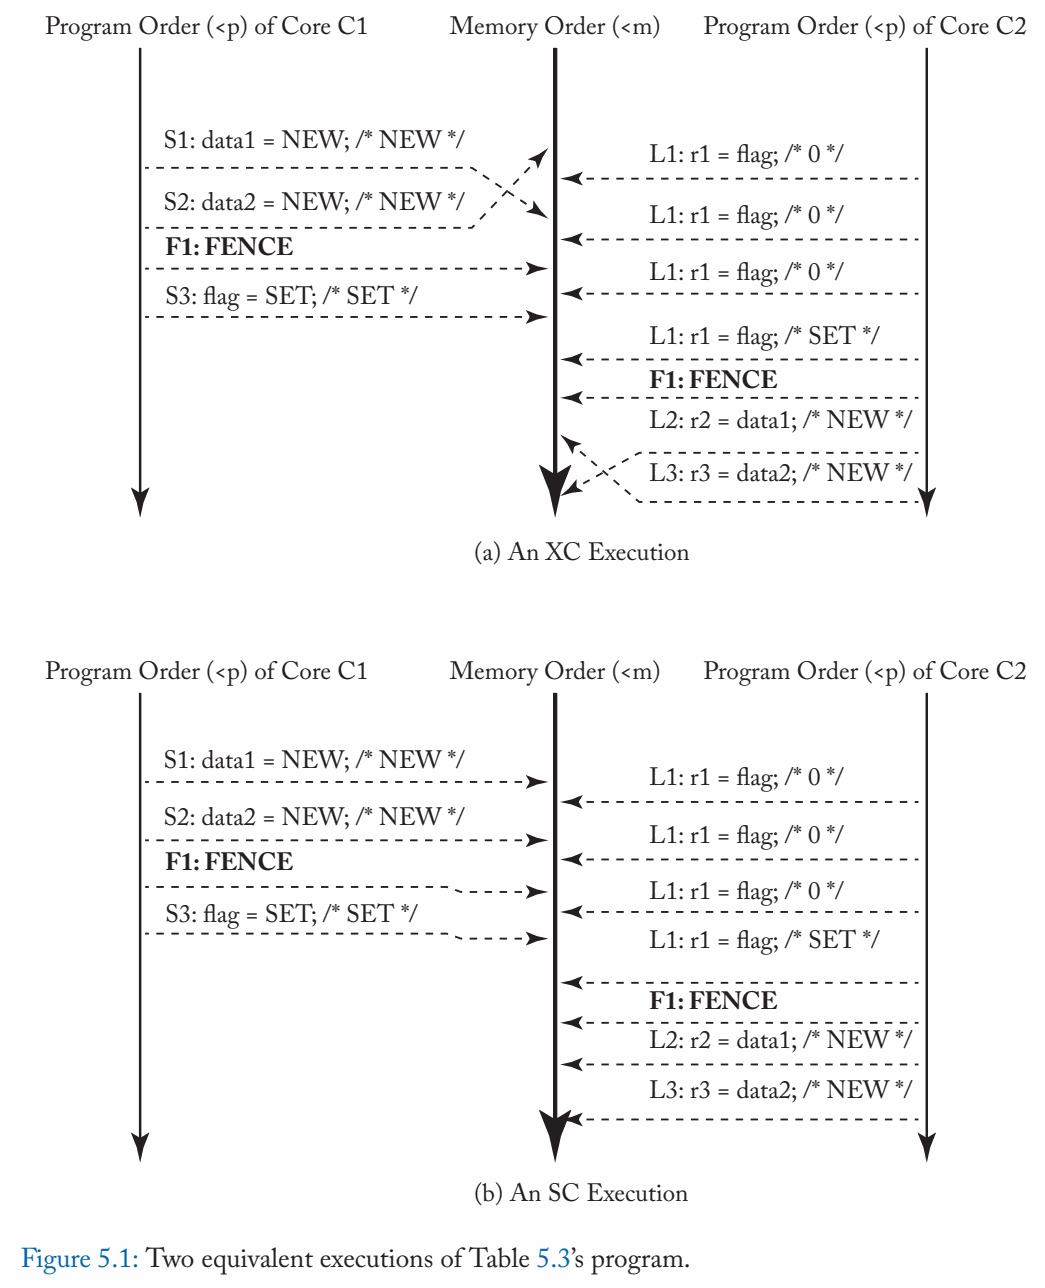 Program Order (<p) of Core C1 Memory Order (<m) Program Order (<p) of Core C2
S1: data1 = NEW; /* NEW */
L1: r1 = flag; /* 0 */
S2: data2 = NEW; /* NEW */
L1: r1 = flag; /* 0 */
F1: FENCE
L1: r1 = flag; /* 0 */
S3: flag = SET; /* SET */
L1: r1 = flag; /* SET */
F1: FENCE
L2: r2 = data1; /* NEW */
L3: r3 = data2; /* NEW */
(a) An XC Execution
Program Order (<p) of Core C1 Memory Order (<m) Program Order (<p) of Core C2
S1: data1 = NEW; /* NEW */
L1: r1 = flag; /* 0 */
S2: data2 = NEW; /* NEW */
L1: r1 = flag; /* 0 */
F1: FENCE
L1: r1 = flag; /* 0 */
S3: flag = SET; /* SET */
L1: r1 = flag; /* SET */
F1: FENCE
L2: r2 = data1; /* NEW */
L3: r3 = data2; /* NEW */
(b) An SC Execution
Figure 5.1: Two equivalent executions of Table 5.3's program.